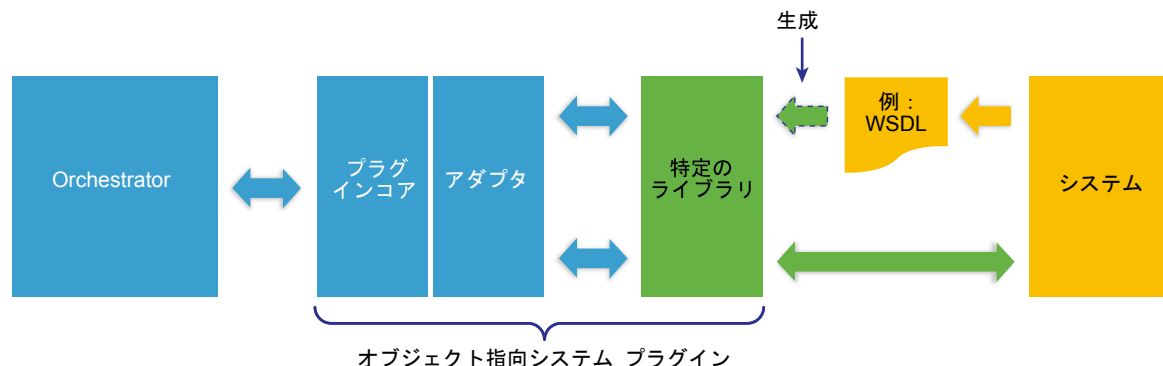 生成
Orchestrator
プラグ
インコア
アダプタ
特定の
ライブラリ
例：
WSDL
システム
オブジェクト指向システム プラグイン